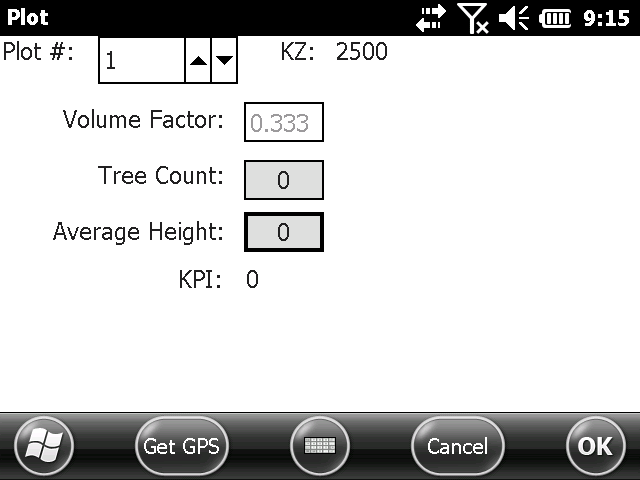 Plot 9:15
Plot #: 1 KZ: 2500
Volume Factor: 0.333
Tree Count: 0
Average Height: 0
KPI: 0
Get GPS Cancel OK